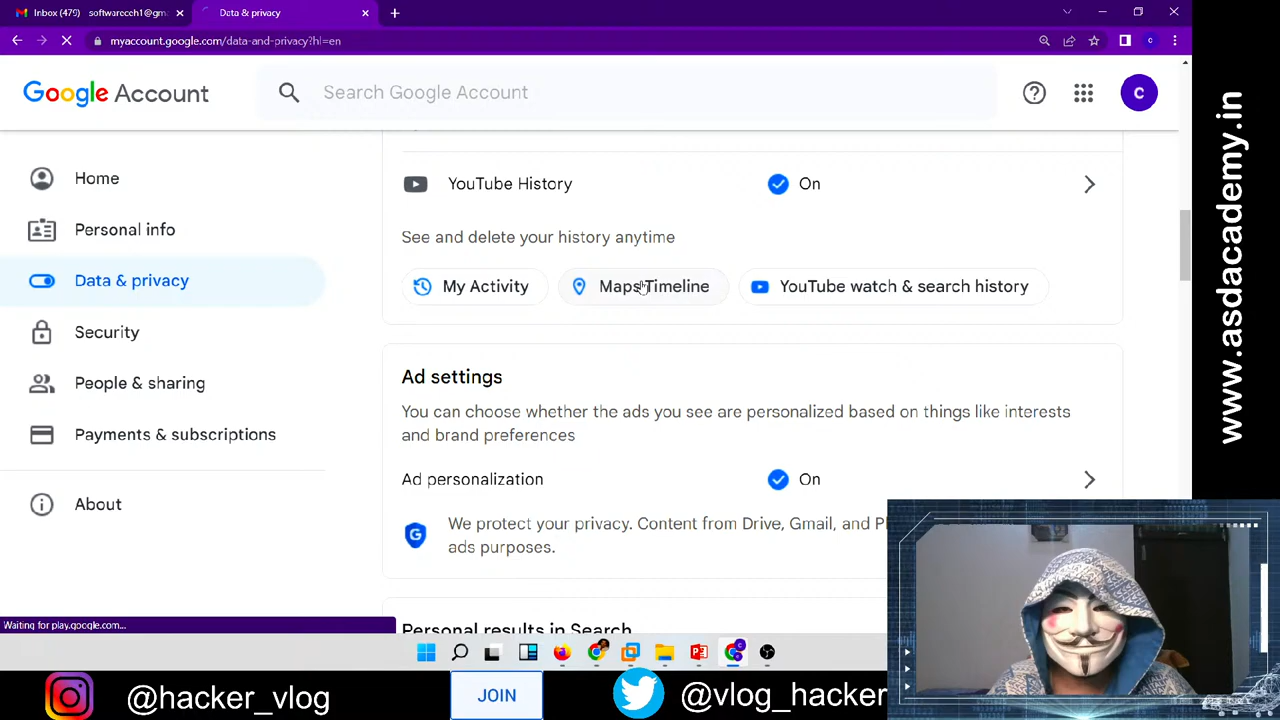 Inbox (479)
softwareceh1@gm
Data & privacy
myaccount.google.com/data-and-privacy?hl=en
Google Account
Search Google Account
C
Home
Personal info
Data & privacy
Security
People & sharing
Payments & subscriptions
About
YouTube History
On
See and delete your history anytime
My Activity
Maps Timeline
YouTube watch & search history
Ad settings
You can choose whether the ads you see are personalized based on things like interests
and brand preferences
Ad personalization
On
We protect your privacy. Content from Drive, Gmail, and
ads purposes.
Personal results in Search
Waiting for play.google.com...
@hacker_vlog
JOIN
@vlog_hacker
www.asdacademy.in